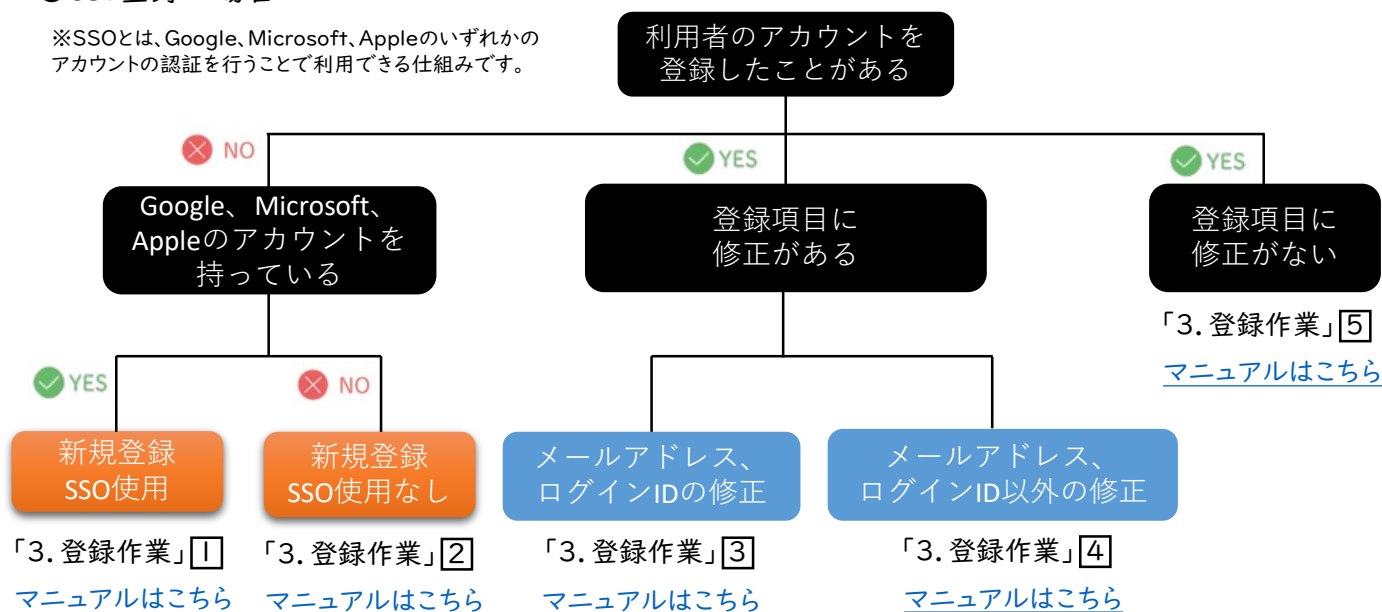 ※SSOとは、Google、Microsoft、Appleのいずれかの
アカウントの認証を行うことで利用できる仕組みです。
利用者のアカウントを
登録したことがある
NO
YES
YES
Google、Microsoft、
Appleのアカウントを
持っている
登録項目に
修正がある
登録項目に
修正がない
「3.登録作業」5
マニュアルはこちら
YES
NO
新規登録
SSO使用
新規登録
SSO使用なし
メールアドレス、
ログインIDの修正
メールアドレス、
ログインID以外の修正
「3.登録作業」1
「3.登録作業」2
「3.登録作業」3
「3.登録作業」4
マニュアルはこちら
マニュアルはこちら
マニュアルはこちら
マニュアルはこちら